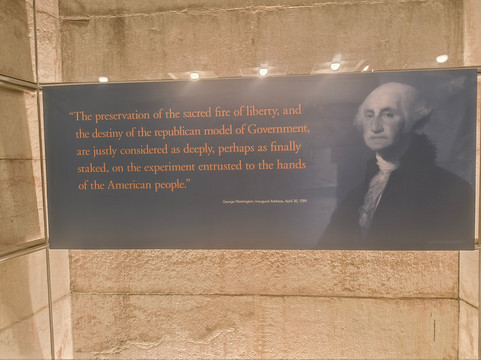 “The preservation of the sacred fire of liberty, and
the destiny of the republican model of Government,
are justly considered as deeply, perhaps as finally
staked, on the experiment entrusted to the hands
of the American people.”
George Washington, Inaugural Address, April 30, 1789